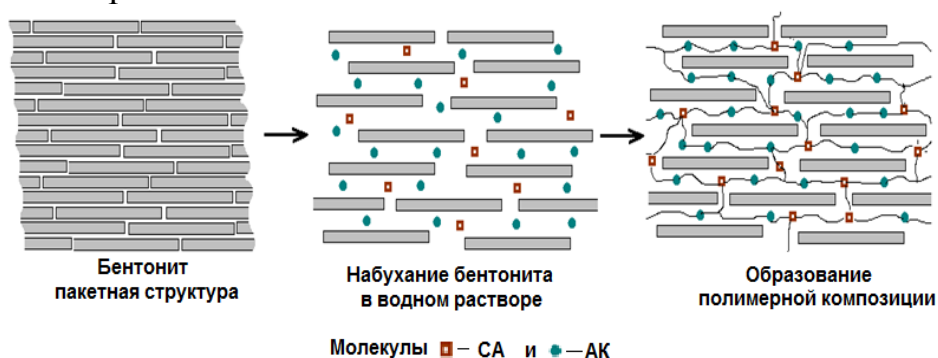 Бентонит
пакетная структура
Набухание бентонита
в водном растворе
Образование
полимерной композиции
Молекулы – СА и – АК